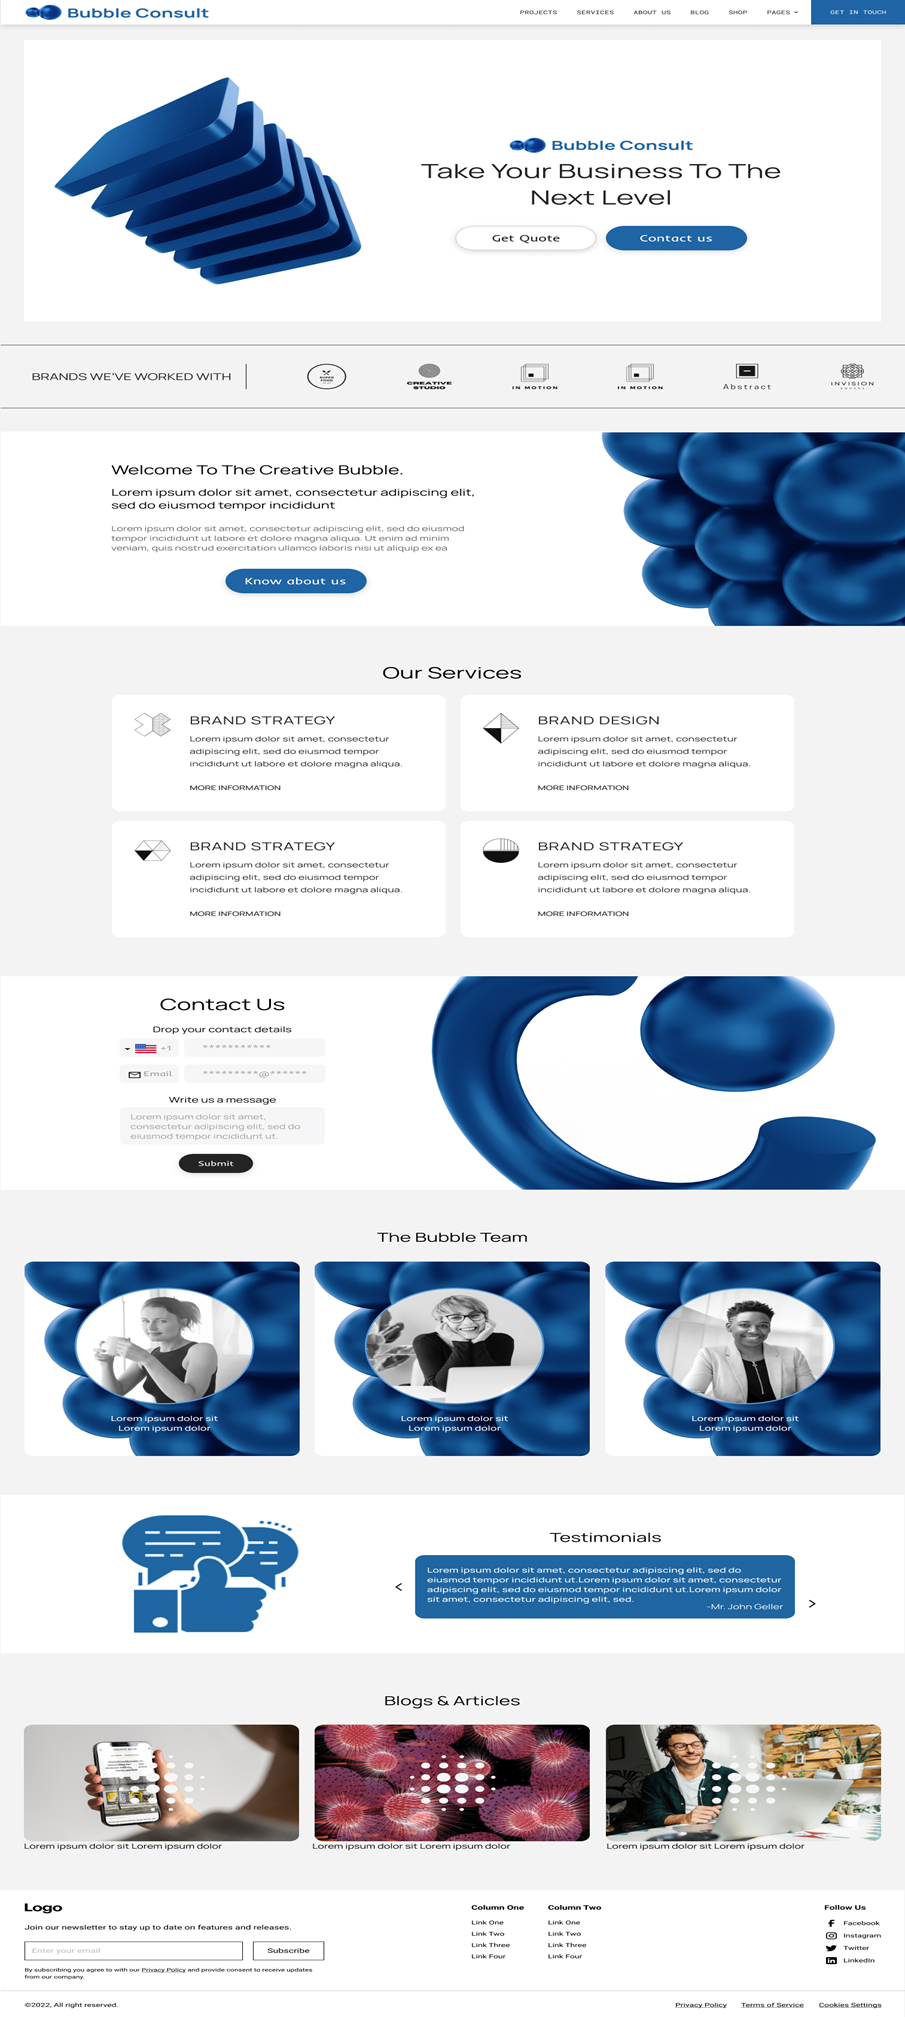 Bubble Consult
PROJECTS
SERVICES
ABOUT US
BLOG
SHOP
PAGES
GET IN TOUCH
Bubble Consult
Take Your Business To The
Next Level
Get Quote
Contact us
BRANDS WE'VE WORKED WITH
CREATIVE
STUDIO
IN MOTION
IN MOTION
Abstract
INVISION
Welcome To The Creative Bubble.
Lorem ipsum dolor sit amet, consectetur adipiscing elit,
sed do eiusmod tempor incididunt
Lorem ipsum dolor sit amet, consectetur adipiscing elit, sed do eiusmod
tempor incididunt ut labore et dolore magna aliqua. Ut enim ad minim
veniam, quis nostrud exercitation ullamco laboris nisi ut aliquip ex ea
Know about us
Our Services
BRAND STRATEGY
Lorem ipsum dolor sit amet, consectetur
adipiscing elit, sed do eiusmod tempor
incididunt ut labore et dolore magna aliqua.
MORE INFORMATION
BRAND DESIGN
Lorem ipsum dolor sit amet, consectetur
adipiscing elit, sed do eiusmod tempor
incididunt ut labore et dolore magna aliqua.
MORE INFORMATION
BRAND STRATEGY
Lorem ipsum dolor sit amet, consectetur
adipiscing elit, sed do eiusmod tempor
incididunt ut labore et dolore magna aliqua.
MORE INFORMATION
BRAND STRATEGY
Lorem ipsum dolor sit amet, consectetur
adipiscing elit, sed do eiusmod tempor
incididunt ut labore et dolore magna aliqua.
MORE INFORMATION
Contact Us
Drop your contact details
+1
***********
Email
*********@******
Write us a message
Lorem ipsum dolor sit amet,
consectetur adipiscing elit, sed do
eiusmod tempor incididunt ut.
Submit
The Bubble Team
Lorem ipsum dolor sit
Lorem ipsum dolor
Lorem ipsum dolor sit
Lorem ipsum dolor
Lorem ipsum dolor sit
Lorem ipsum dolor
Testimonials
Lorem ipsum dolor sit amet, consectetur adipiscing elit, sed do
eiusmod tempor incididunt ut.Lorem ipsum dolor sit amet, consectetur
adipiscing elit, sed do eiusmod tempor incididunt ut.Lorem ipsum dolor
sit amet, consectetur adipiscing elit, sed.
-Mr. John Geller
Blogs & Articles
Lorem ipsum dolor sit Lorem ipsum dolor
Lorem ipsum dolor sit Lorem ipsum dolor
Lorem ipsum dolor sit Lorem ipsum dolor
Logo
Join our newsletter to stay up to date on features and releases.
Enter your email
Subscribe
By subscribing you agree to with our Privacy Policy and provide consent to receive updates
from our company.
Column One
Link One
Link Two
Link Three
Link Four
Column Two
Link One
Link Two
Link Three
Link Four
Follow Us
Facebook
Instagram
Twitter
LinkedIn
©2022, All right reserved.
Privacy Policy
Terms of Service
Cookies Settings